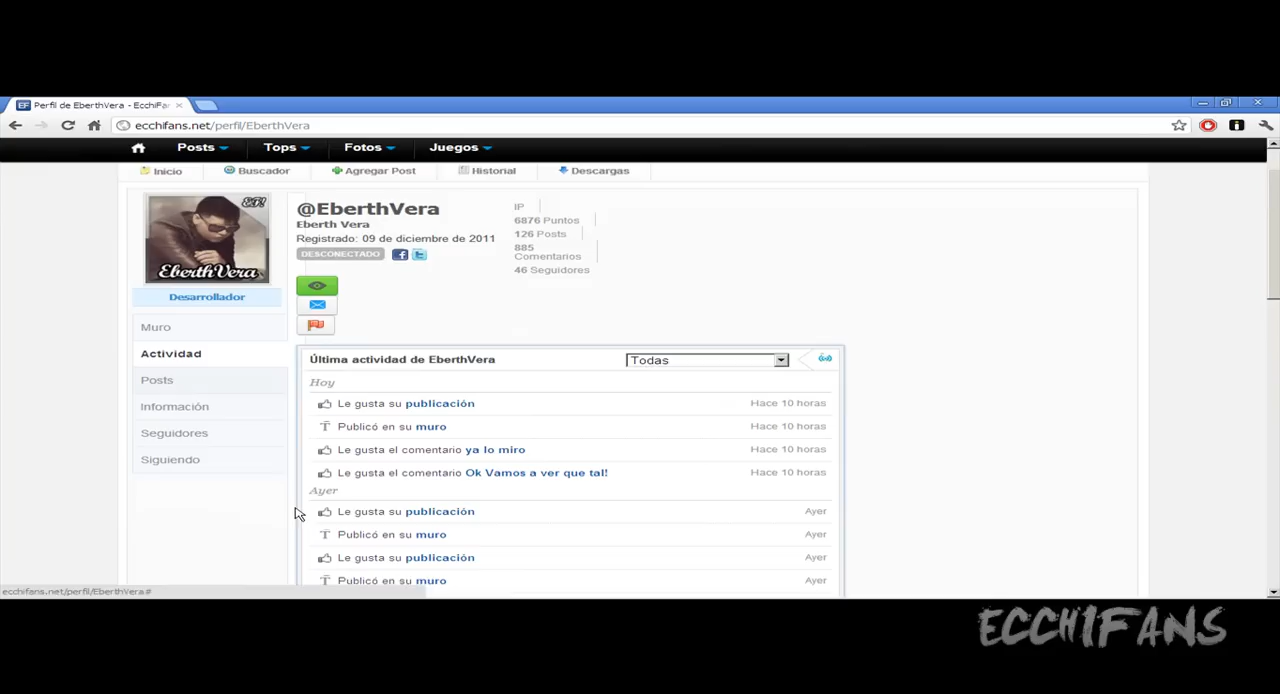 EF Perfil de EberthVera - EcchiFa
ecchifans.net/perfil/EberthVera
Posts Tops Fotos Juegos
Inicio Buscador Agregar Post Historial Descargas
EF!
EberthVera
Desarrollador
Muro
Actividad
Posts
Información
Seguidores
Siguiendo
@EberthVera
Eberth Vera
Registrado: 09 de diciembre de 2011
DESCONECTADO
IP
6876 Puntos
126 Posts
885
Comentarios
46 Seguidores
Última actividad de EberthVera Todas
Hoy
Le gusta su publicación Hace 10 horas
Publicó en su muro Hace 10 horas
Le gusta el comentario ya lo miro Hace 10 horas
Le gusta el comentario Ok Vamos a ver que tal! Hace 10 horas
Ayer
Le gusta su publicación Ayer
Publicó en su muro Ayer
Le gusta su publicación Ayer
Publicó en su muro Ayer
ecchifans.net/perfil/EberthVera#
ECCHIFANS